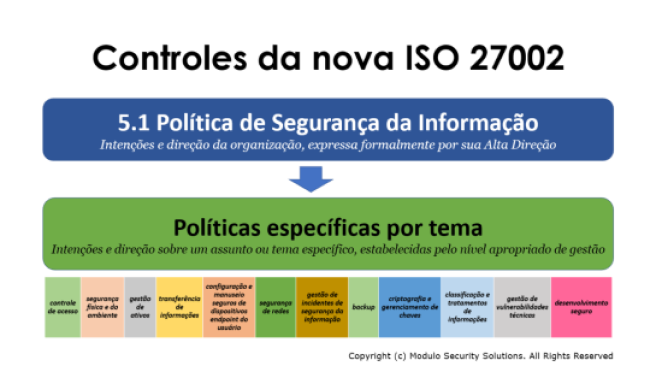 Controles da nova ISO 27002
5.1 Política de Segurança da Informação
Intenções e direção da organização, expressa formalmente por sua Alta Direção
Políticas específicas por tema
Intenções e direção sobre um assunto ou tema específico, estabelecidas pelo nível apropriado de gestão
controle
de acesso
segurança
física e do
ambiente
gestão
de
ativos
transferência
de
informações
configuração e
manuseio
seguros de
dispositivos
endpoint do
usuário
segurança
de redes
gestão de
incidentes de
segurança da
informação
backup
criptografia e
gerenciamento de
chaves
classificação e
tratamentos
de
informações
gestão de
vulnerabilidades
técnicas
desenvolvimento
seguro
Copyright (c) Modulo Security Solutions. All Rights Reserved